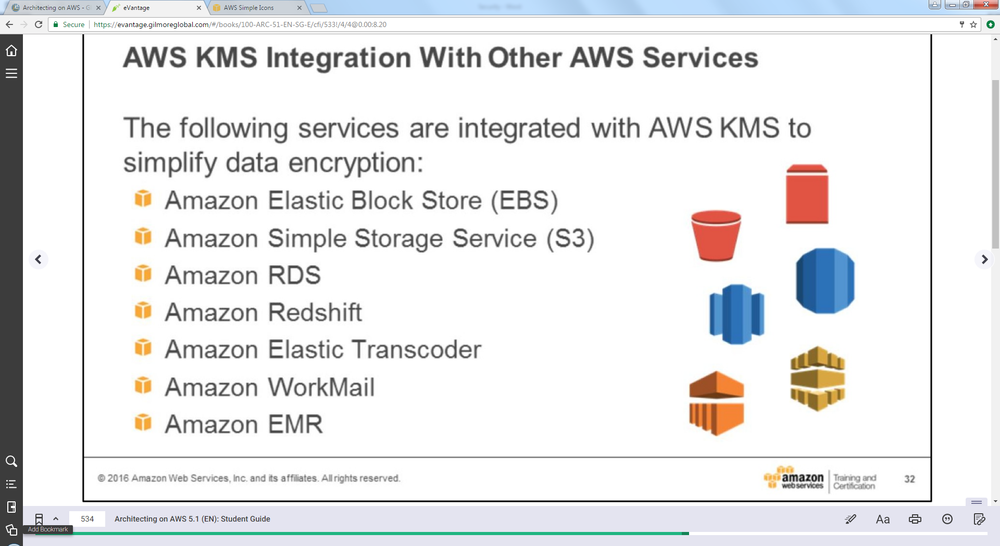 Architecting on AWS - G
eVantage
AWS Simple Icons
Security - Word
Secure
https://evantage.gilmoreglobal.com/#/books/100-ARC-51-EN-SG-E/cfi/533!/4/4@0.00:8.20
AWS KMS Integration With Other AWS Services
The following services are integrated with AWS KMS to
simplify data encryption:
Amazon Elastic Block Store (EBS)
Amazon Simple Storage Service (S3)
Amazon RDS
Amazon Redshift
Amazon Elastic Transcoder
Amazon WorkMail
Amazon EMR
© 2016 Amazon Web Services, Inc. and its affiliates. All rights reserved.
amazon
web services
Training and
Certification
32
534
Architecting on AWS 5.1 (EN): Student Guide
Aa
Add Bookmark